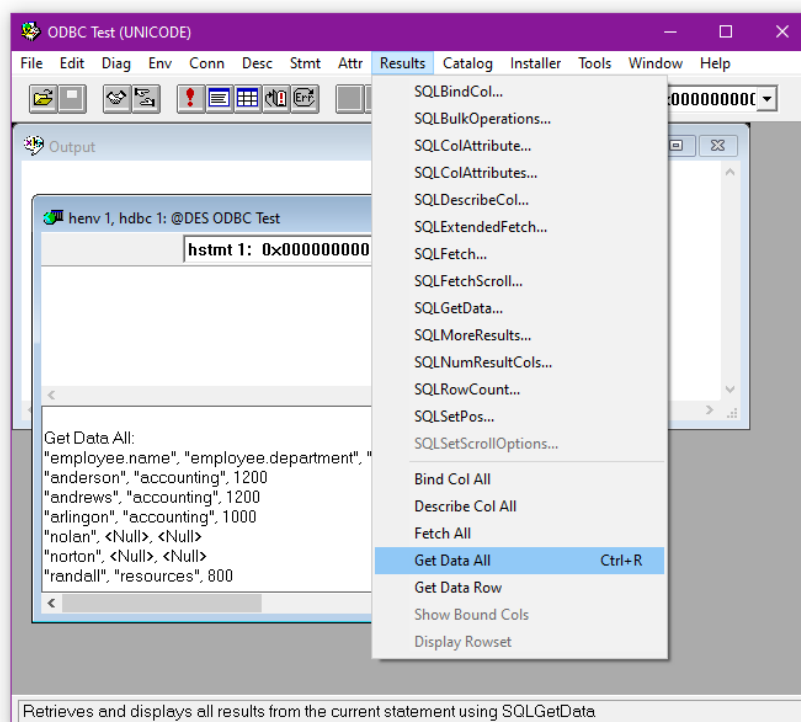 ODBC Test (UNICODE)
File Edit Diag Env Conn Desc Stmt Attr Results Catalog Installer Tools Window Help
SQLBindCol...
SQLBulkOperations...
SQLColAttribute...
SQLColAttributes...
SQLDescribeCol...
SQLExtendedFetch...
SQLFetch...
SQLFetchScroll...
SQLGetData...
SQLMoreResults...
SQLNumResultCols...
SQLRowCount...
SQLSetPos...
SQLSetScrollOptions...
Bind Col All
Describe Col All
Fetch All
Get Data All Ctrl+R
Get Data Row
Show Bound Cols
Display Rowset
Output
henv 1, hdbc 1: @DES ODBC Test
hstmt 1: 0x000000000
Get Data All:
"employee.name", "employee.department", "
"anderson", "accounting", 1200
"andrews", "accounting", 1200
"arlingon", "accounting", 1000
"nolan", <Null>, <Null>
"norton", <Null>, <Null>
"randall", "resources", 800
Retrieves and displays all results from the current statement using SQLGetData